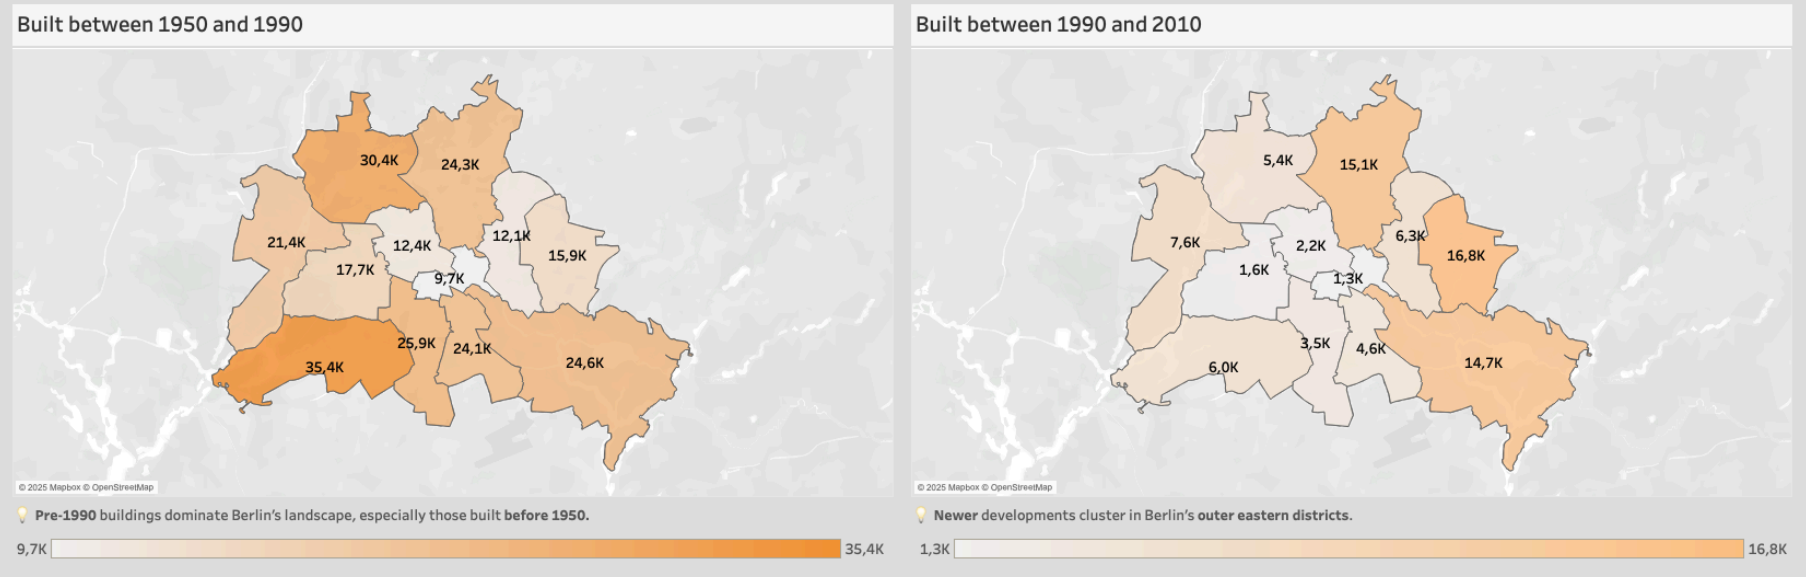 Built between 1950 and 1990
30,4K
24,3K
21,4K
12,4K
12,1K
15,9K
17,7K
9,7K
25,9K
24,1K
35,4K
24,6K
© 2025 Mapbox © OpenStreetMap
Pre-1990 buildings dominate Berlin's landscape, especially those built before 1950.
9,7K
35,4K
Built between 1990 and 2010
5,4K
15,1K
7,6K
2,2K
6,3K
16,8K
1,6K
1,3K
3,5K
4,6K
6,0K
14,7K
© 2025 Mapbox © OpenStreetMap
Newer developments cluster in Berlin's outer eastern districts.
1,3K
16,8K